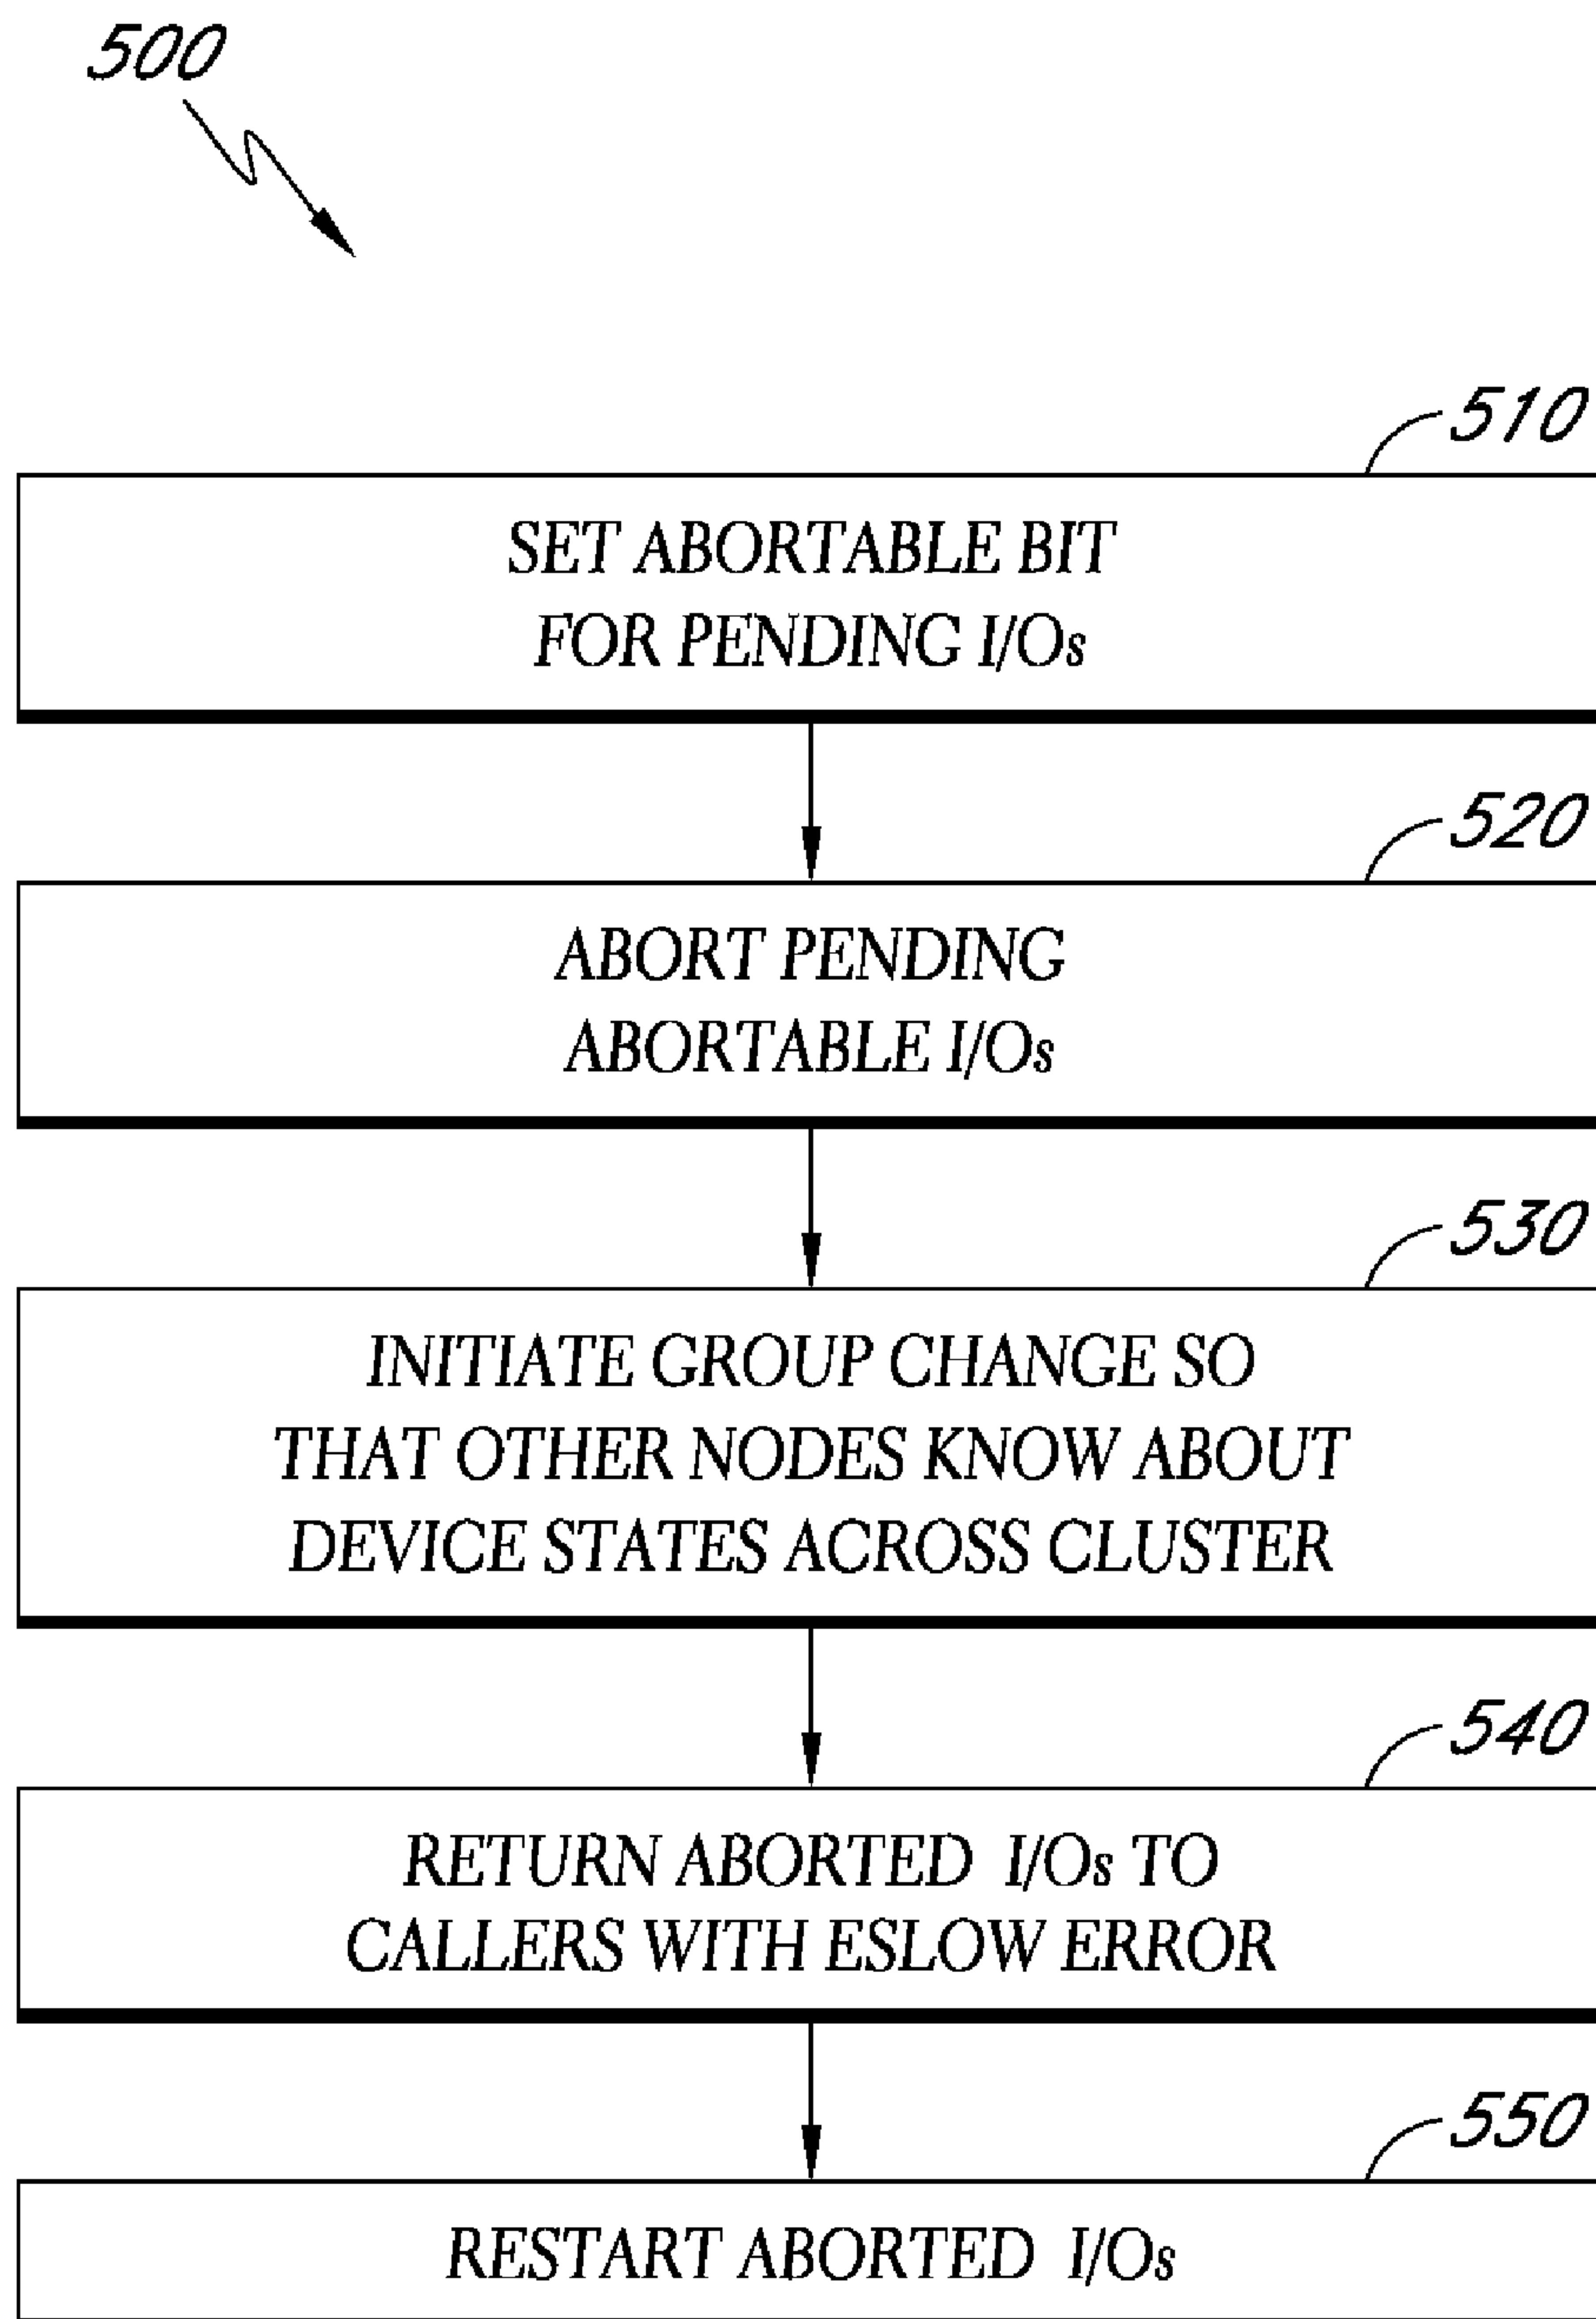 500
510
SET ABORTABLE BIT
FOR PENDING I/Os
520
ABORT PENDING
ABORTABLE I/Os
530
INITIATE GROUP CHANGE SO
THAT OTHER NODES KNOW ABOUT
DEVICE STATES ACROSS CLUSTER
540
RETURN ABORTED I/Os TO
CALLERS WITH ESLOW ERROR
550
RESTART ABORTED I/Os